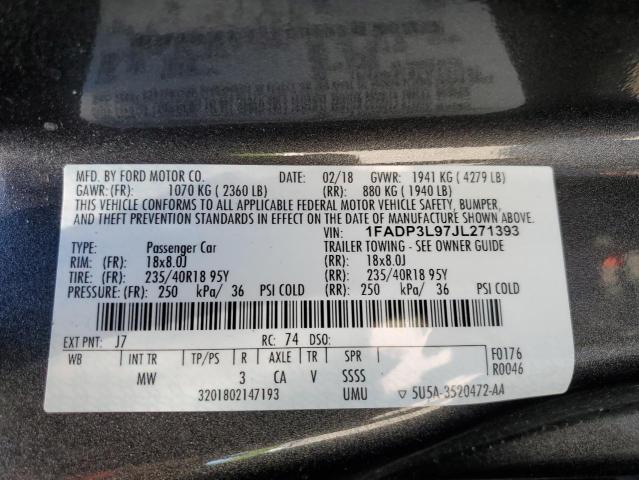 MFD. BY FORD MOTOR CO. DATE: 02/18 GVWR: 1941 KG ( 4279 LB)
GAWR: (FR): 1070 KG ( 2360 LB) (RR): 880 KG ( 1940 LB)
THIS VEHICLE CONFORMS TO ALL APPLICABLE FEDERAL MOTOR VEHICLE SAFETY, BUMPER,
AND THEFT PREVENTION STANDARDS IN EFFECT ON THE DATE OF MANUFACTURE SHOWN ABOVE.
VIN: 1FADP3L97JL271393
TYPE: Passenger Car TRAILER TOWING - SEE OWNER GUIDE
RIM: (FR): 18x8.0J (RR): 18x8.0J
TIRE: (FR): 235/40R18 95Y (RR): 235/40R18 95Y
PRESSURE: (FR): 250 kPa/ 36 PSI COLD (RR): 250 kPa/ 36 PSI COLD
EXT PNT: J7 RC: 74 DSO:
WB INT TR TP/PS R AXLE TR SPR F0176
MW 3 CA V SSSS R0046
3201802147193 UMU ▽ 5U5A-3520472-AA